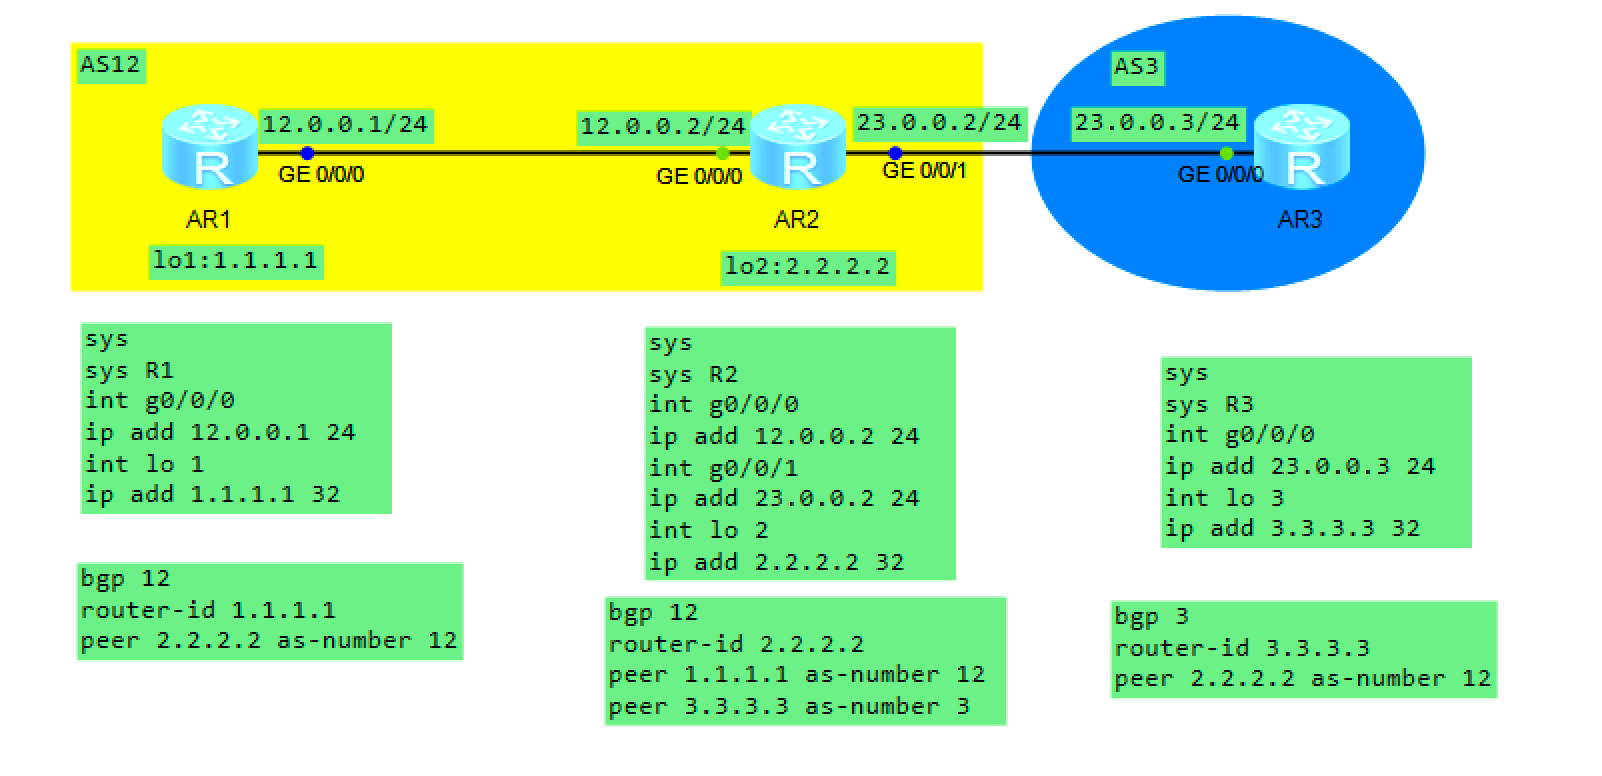 AS12
AS3
12.0.0.1/24
12.0.0.2/24
23.0.0.2/24
23.0.0.3/24
R
R
R
GE 0/0/0
GE 0/0/0
GE 0/0/1
GE 0/0/0
AR1
AR2
AR3
lo1:1.1.1.1
lo2:2.2.2.2
sys
sys R1
int g0/0/0
ip add 12.0.0.1 24
int lo 1
ip add 1.1.1.1 32
sys
sys R2
int g0/0/0
ip add 12.0.0.2 24
int g0/0/1
ip add 23.0.0.2 24
int lo 2
ip add 2.2.2.2 32
sys
sys R3
int g0/0/0
ip add 23.0.0.3 24
int lo 3
ip add 3.3.3.3 32
bgp 12
router-id 1.1.1.1
peer 2.2.2.2 as-number 12
bgp 12
router-id 2.2.2.2
peer 1.1.1.1 as-number 12
peer 3.3.3.3 as-number 3
bgp 3
router-id 3.3.3.3
peer 2.2.2.2 as-number 12